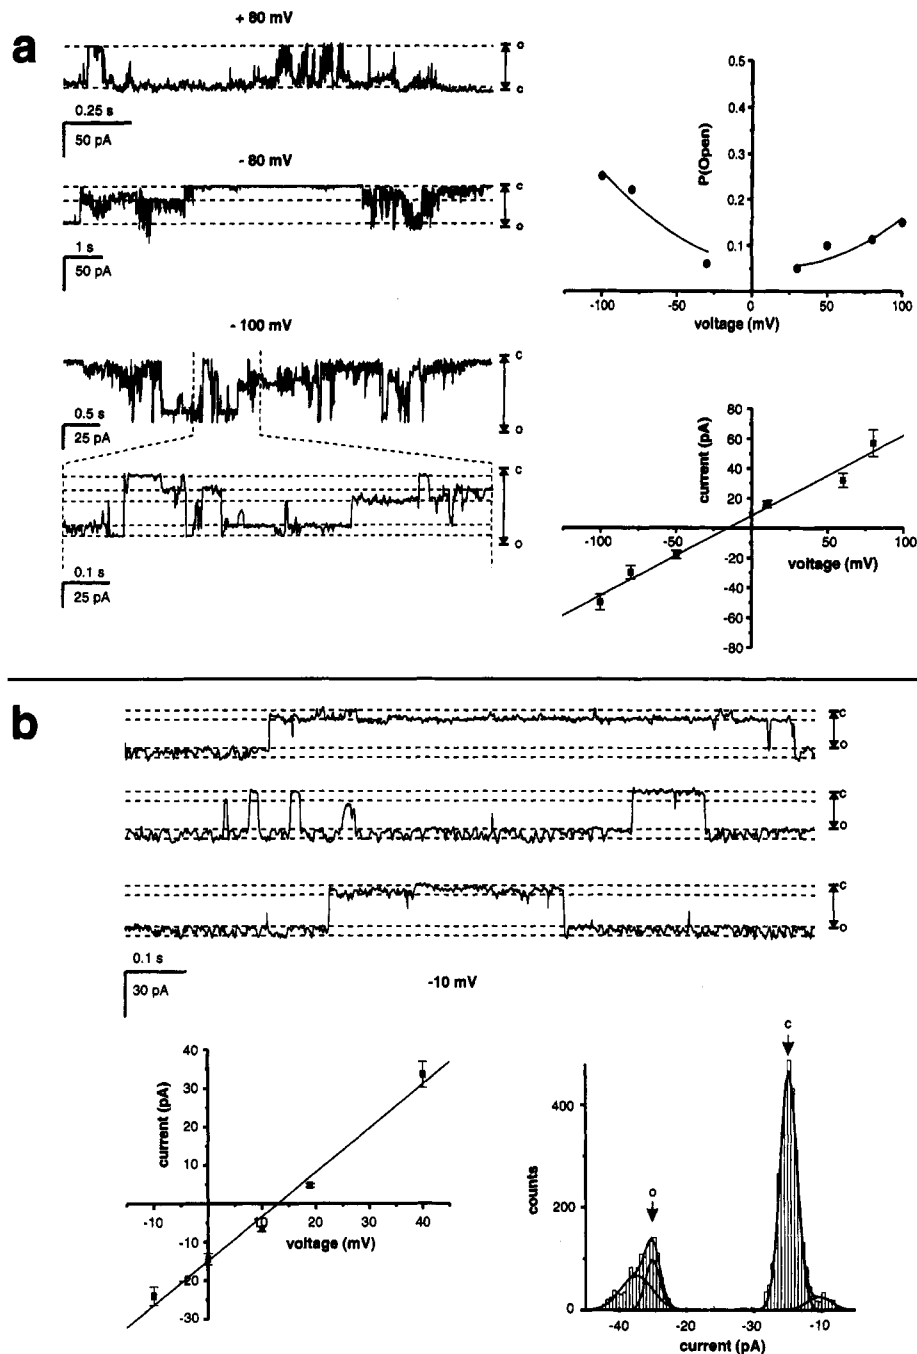 a
+ 80 mV
o
c
0.25 s
50 pA
- 80 mV
c
o
1 s
50 pA
- 100 mV
c
o
0.5 s
25 pA
c
o
0.1 s
25 pA
0.5
0.4
0.3
0.2
0.1
P(Open)
-100 -50 0 50 100
voltage (mV)
80
60
40
20
-20
-40
-60
-80
current (pA)
-100 -50 50 100
voltage (mV)
b
c
o
c
o
c
o
0.1 s
30 pA
-10 mV
40
30
20
10
-10
-20
-30
current (pA)
-10 10 20 30 40
voltage (mV)
c
o
400
200
0
counts
-40 -30 -20 -30 -10
current (pA)